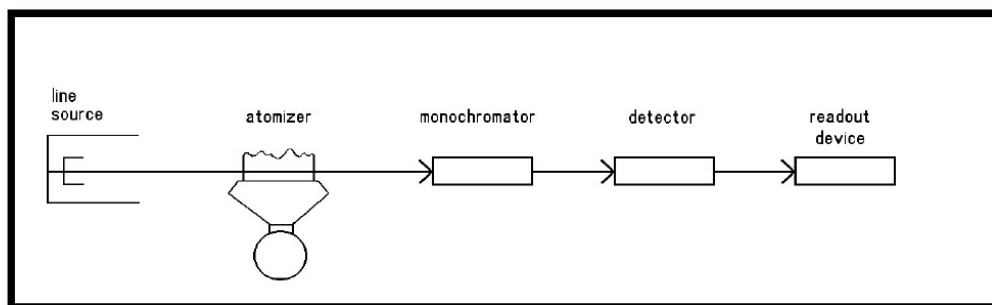 line
source
atomizer
monochromator
detector
readout
device